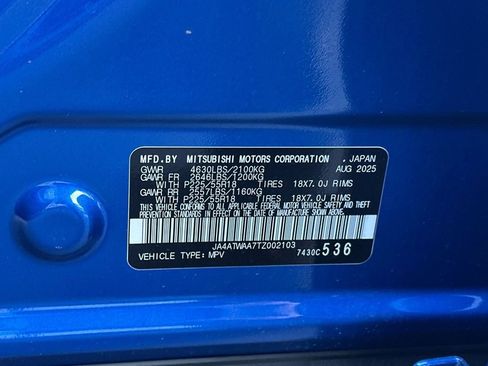 MFD.BY MITSUBISHI MOTORS CORPORATION , JAPAN
GVWR 4630LBS/2100KG AUG 2025
GAWR FR 2646LBS/1200KG
WITH P225/55R18 TIRES 18X7.0J RIMS
GAWR RR 2557LBS/1160KG
WITH P225/55R18 TIRES 18X7.0J RIMS
THIS VEHICLE CONFORMS TO ALL APPLICABLE FEDERAL MOTOR VEHICLE SAFETY AND
THEFT PREVENTION STANDARDS IN EFFECT ON THE DATE OF MANUFACTURE SHOWN ABOVE.
JA4ATWAA7TZ002103
VEHICLE TYPE: MPV 7430C 536